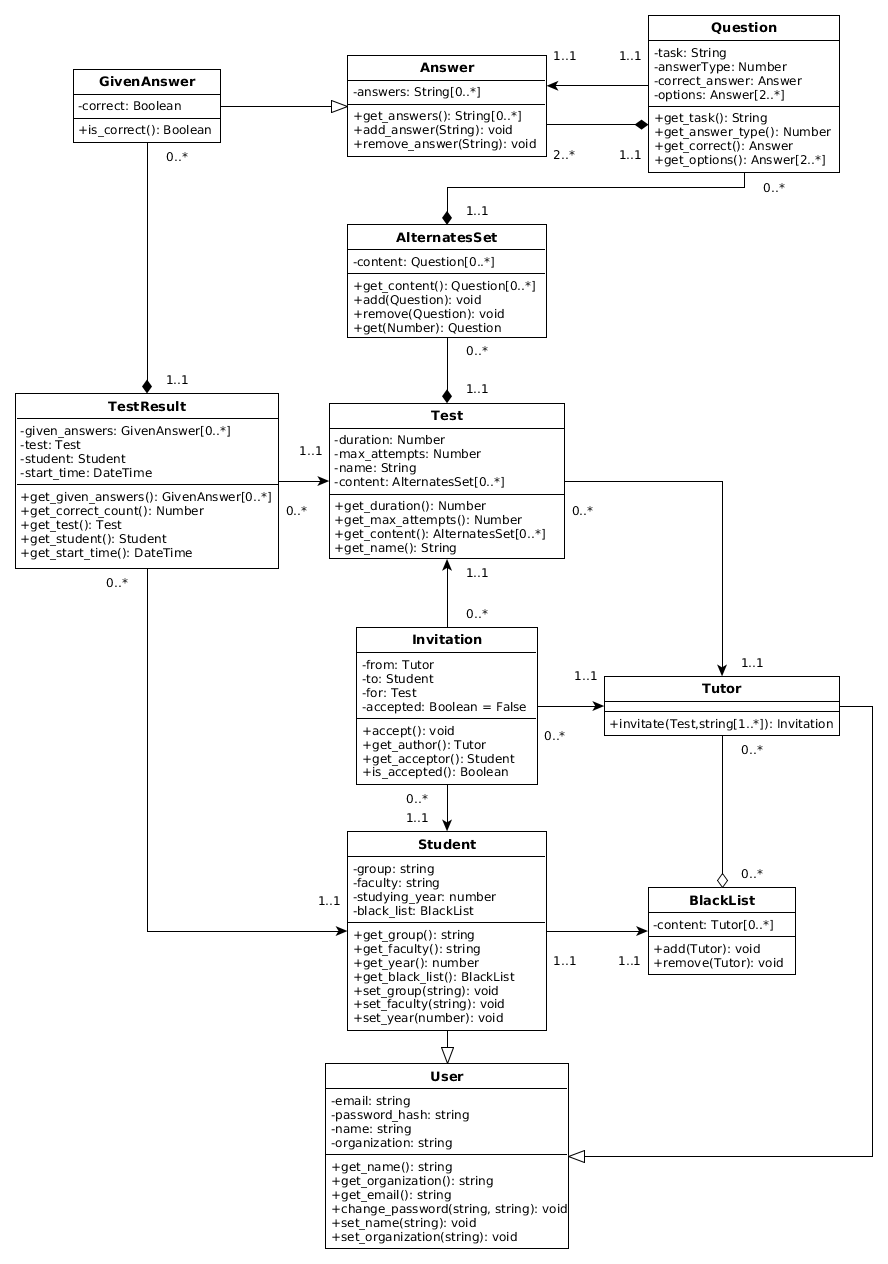 Question
-task: String
-answerType: Number
-correct_answer: Answer
-options: Answer[2..*]
+get_task(): String
+get_answer_type(): Number
+get_correct(): Answer
+get_options(): Answer[2..*]
1..1
1..1
Answer
-answers: String[0..*]
+get_answers(): String[0..*]
+add_answer(String): void
+remove_answer(String): void
2..*
1..1
GivenAnswer
-correct: Boolean
+is_correct(): Boolean
0..*
0..*
1..1
AlternatesSet
-content: Question[0..*]
+get_content(): Question[0..*]
+add(Question): void
+remove(Question): void
+get(Number): Question
0..*
1..1
1..1
TestResult
-given_answers: GivenAnswer[0..*]
-test: Test
-student: Student
-start_time: DateTime
+get_given_answers(): GivenAnswer[0..*]
+get_correct_count(): Number
+get_test(): Test
+get_student(): Student
+get_start_time(): DateTime
0..*
1..1
0..*
Test
-duration: Number
-max_attempts: Number
-name: String
-content: AlternatesSet[0..*]
+get_duration(): Number
+get_max_attempts(): Number
+get_content(): AlternatesSet[0..*]
+get_name(): String
0..*
1..1
0..*
Invitation
-from: Tutor
-to: Student
-for: Test
-accepted: Boolean = False
+accept(): void
+get_author(): Tutor
+get_acceptor(): Student
+is_accepted(): Boolean
1..1
0..*
1..1
Tutor
+invitate(Test,string[1..*]): Invitation
0..*
0..*
1..1
Student
-group: string
-faculty: string
-studying_year: number
-black_list: BlackList
+get_group(): string
+get_faculty(): string
+get_year(): number
+get_black_list(): BlackList
+set_group(string): void
+set_faculty(string): void
+set_year(number): void
1..1
1..1
1..1
0..*
BlackList
-content: Tutor[0..*]
+add(Tutor): void
+remove(Tutor): void
User
-email: string
-password_hash: string
-name: string
-organization: string
+get_name(): string
+get_organization(): string
+get_email(): string
+change_password(string, string): void
+set_name(string): void
+set_organization(string): void